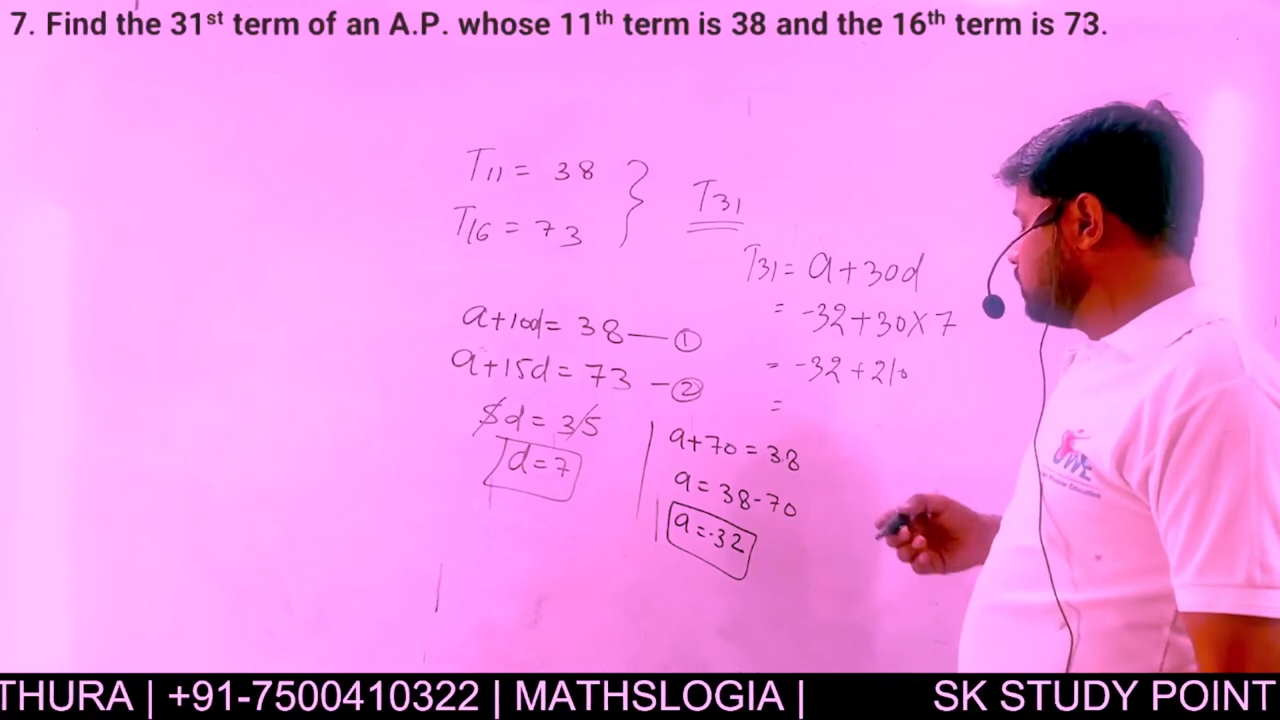 7. Find the 31ˢᵗ term of an A.P. whose 11ᵗʰ term is 38 and the 16ᵗʰ term is 73.
T11 = 38
T16 = 73
T31
T31 = a+30d
= -32+30×7
= -32+210
=
a+10d = 38 — ①
a+15d = 73 — ②
5d = 35
d = 7
a+70 = 38
a = 38-70
a = -32
UWE
THURA | +91-7500410322 | MATHSLOGIA | SK STUDY POINT